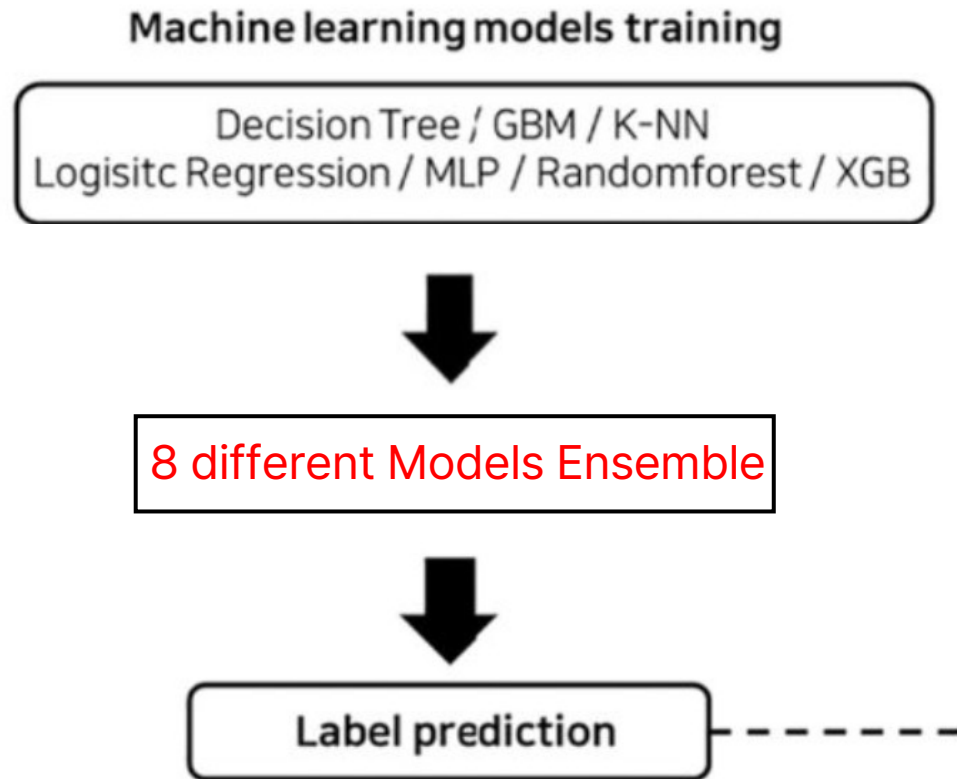 Machine learning models training
Decision Tree / GBM / K-NN
Logisitc Regression / MLP / Randomforest / XGB
8 different Models Ensemble
Label prediction